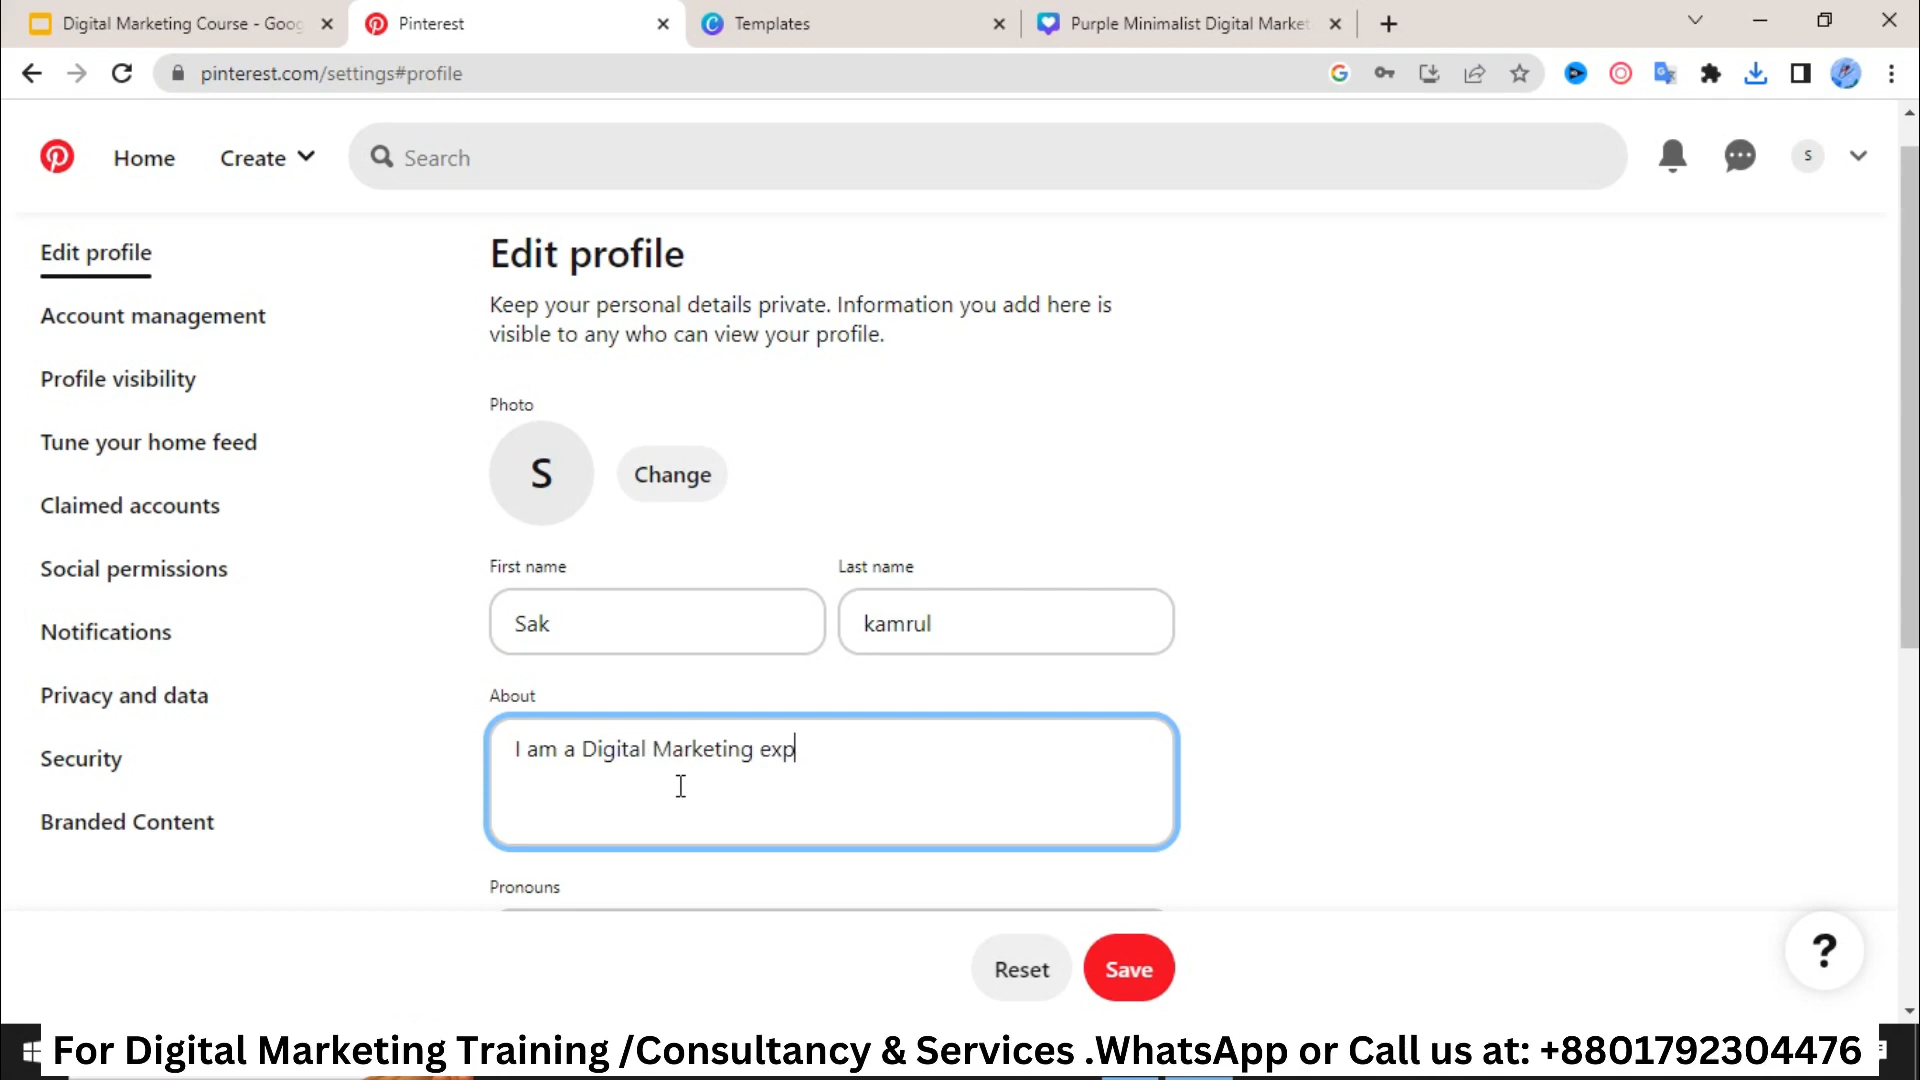 Digital Marketing Course - Goog
Pinterest
Templates
Purple Minimalist Digital Market
pinterest.com/settings#profile
Home
Create
Search
S
Edit profile
Account management
Profile visibility
Tune your home feed
Claimed accounts
Social permissions
Notifications
Privacy and data
Security
Branded Content
Edit profile
Keep your personal details private. Information you add here is
visible to any who can view your profile.
Photo
S
Change
First name
Last name
Sak
kamrul
About
I am a Digital Marketing exp
Pronouns
Reset
Save
?
For Digital Marketing Training /Consultancy & Services .WhatsApp or Call us at: +8801792304476